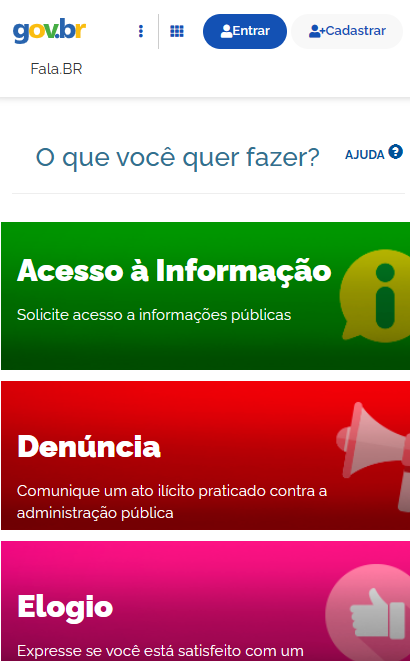 gov.br
Entrar
Cadastrar
Fala.BR
O que você quer fazer?
AJUDA ?
Acesso à Informação
Solicite acesso a informações públicas
Denúncia
Comunique um ato ilícito praticado contra a
administração pública
Elogio
Expresse se você está satisfeito com um